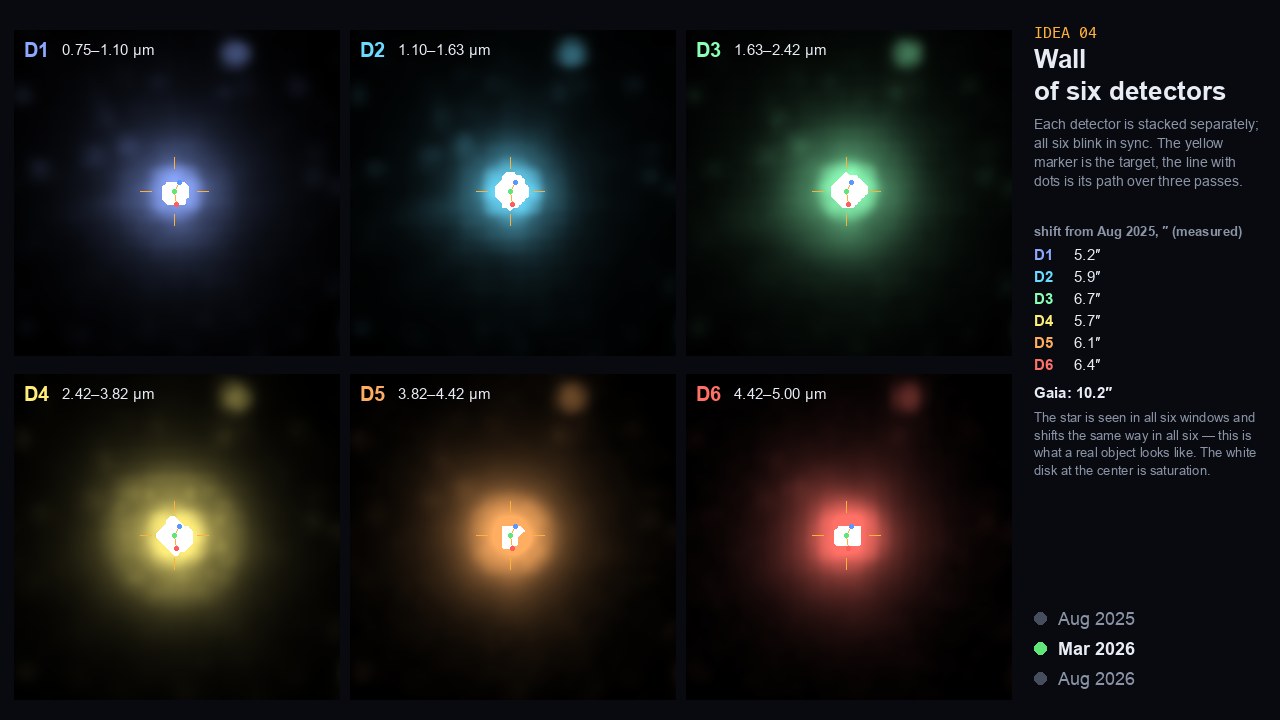 D1 0.75–1.10 μm
D2 1.10–1.63 μm
D3 1.63–2.42 μm
D4 2.42–3.82 μm
D5 3.82–4.42 μm
D6 4.42–5.00 μm
IDEA 04
Wall
of six detectors
Each detector is stacked separately;
all six blink in sync. The yellow
marker is the target, the line with
dots is its path over three passes.
shift from Aug 2025, ″ (measured)
D1 5.2″
D2 5.9″
D3 6.7″
D4 5.7″
D5 6.1″
D6 6.4″
Gaia: 10.2″
The star is seen in all six windows and
shifts the same way in all six — this is
what a real object looks like. The white
disk at the center is saturation.
Aug 2025
Mar 2026
Aug 2026